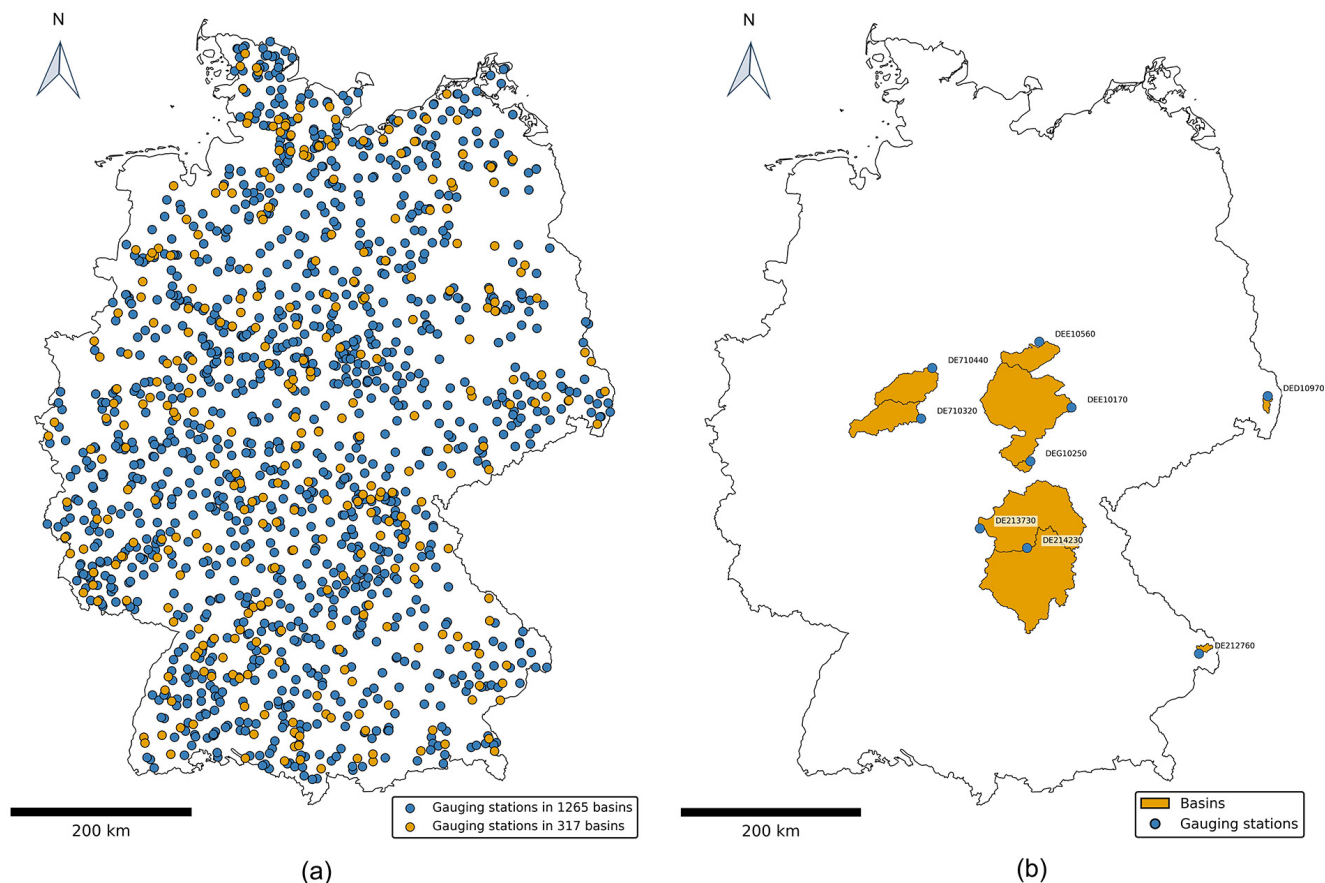 N
Gauging stations in 1265 basins
Gauging stations in 317 basins
200 km
(a)
N
DEE10560
DE710440
DED10970
DEE10170
DE710320
DEG10250
DE213730
DE214230
DE212760
Basins
Gauging stations
200 km
(b)